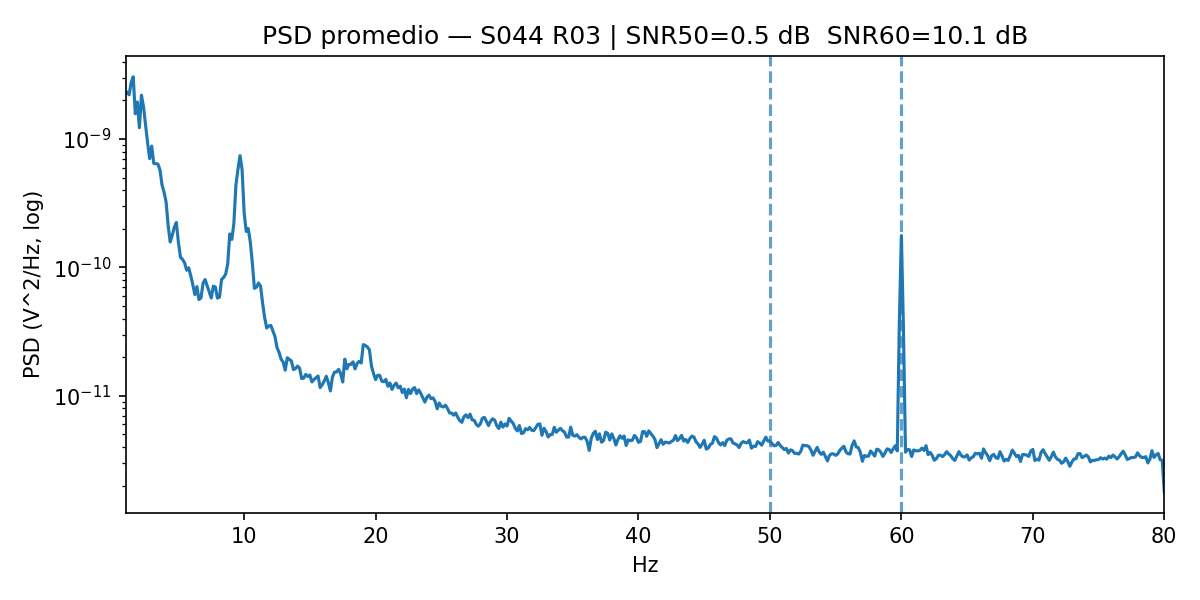 PSD promedio — S044 R03 | SNR50=0.5 dB  SNR60=10.1 dB
PSD (V^2/Hz, log)
10⁻⁹
10⁻¹⁰
10⁻¹¹
10 20 30 40 50 60 70 80
Hz